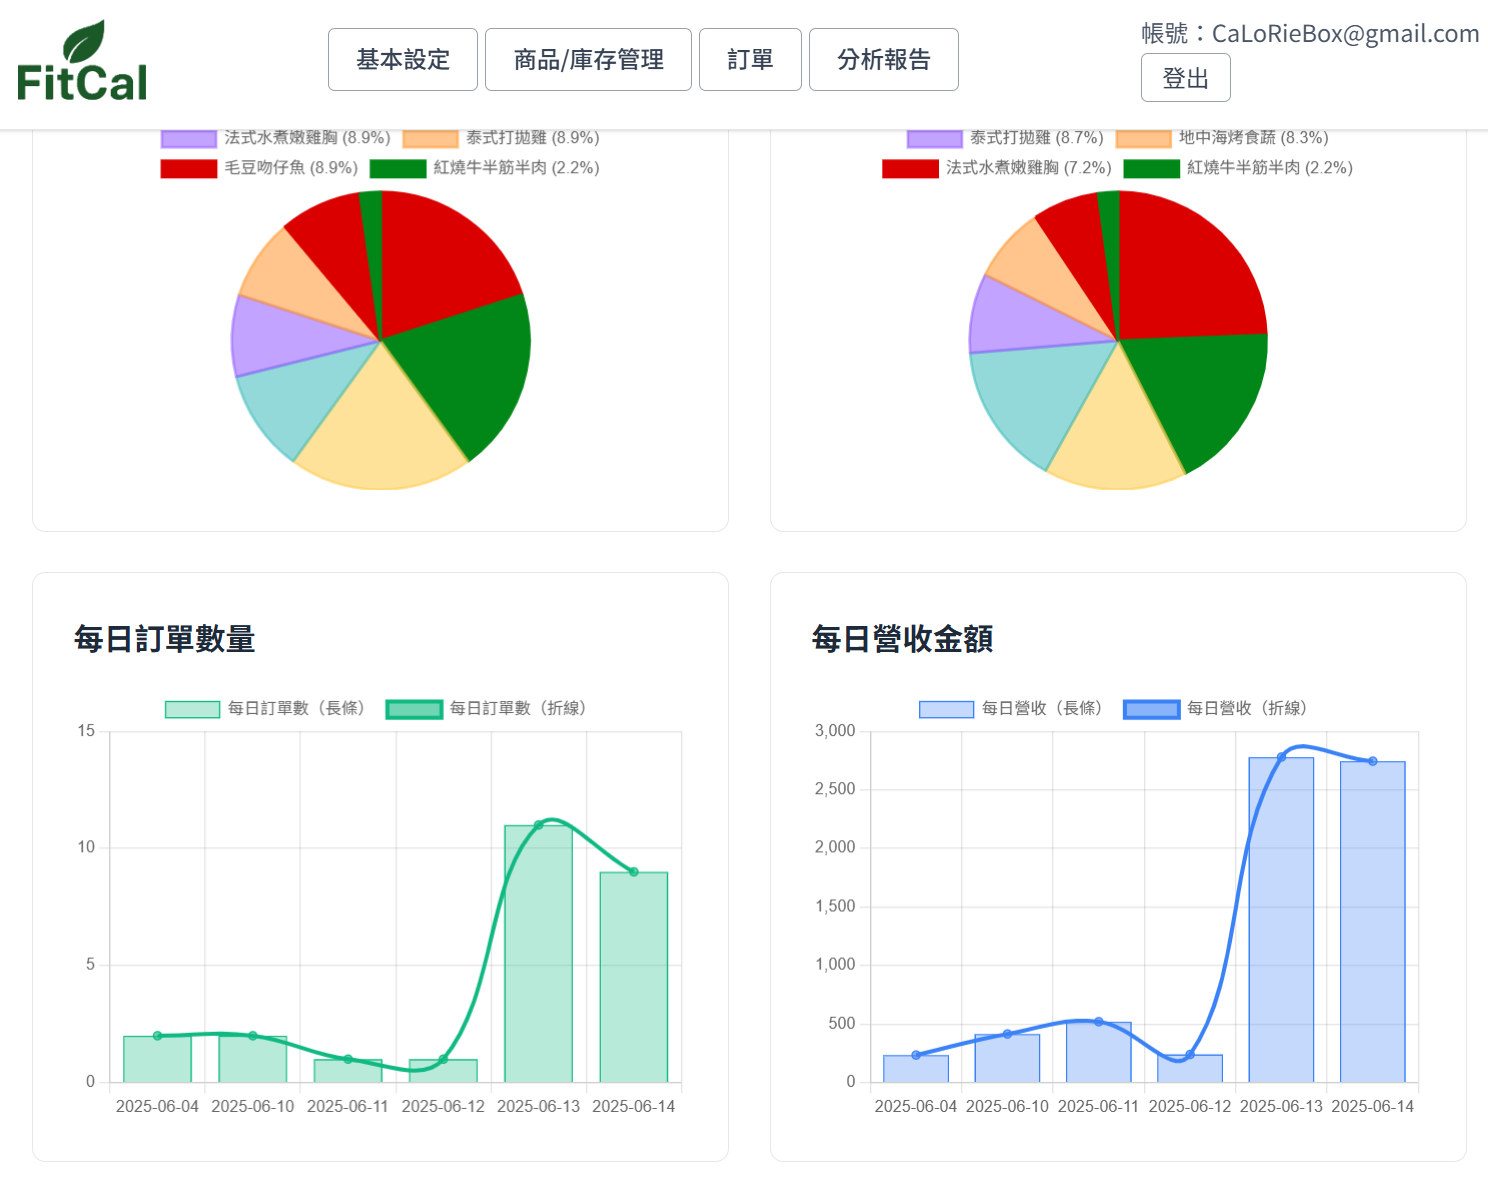 FitCal
基本設定
商品/庫存管理
訂單
分析報告
帳號：CaLoRieBox@gmail.com
登出
法式水煮嫩雞胸 (8.9%) 泰式打拋雞 (8.9%)
毛豆吻仔魚 (8.9%) 紅燒牛半筋半肉 (2.2%)
泰式打拋雞 (8.7%) 地中海烤食蔬 (8.3%)
法式水煮嫩雞胸 (7.2%) 紅燒牛半筋半肉 (2.2%)
每日訂單數量
每日訂單數（長條） 每日訂單數（折線）
15
10
5
0
2025-06-04 2025-06-10 2025-06-11 2025-06-12 2025-06-13 2025-06-14
每日營收金額
每日營收（長條） 每日營收（折線）
3,000
2,500
2,000
1,500
1,000
500
0
2025-06-04 2025-06-10 2025-06-11 2025-06-12 2025-06-13 2025-06-14